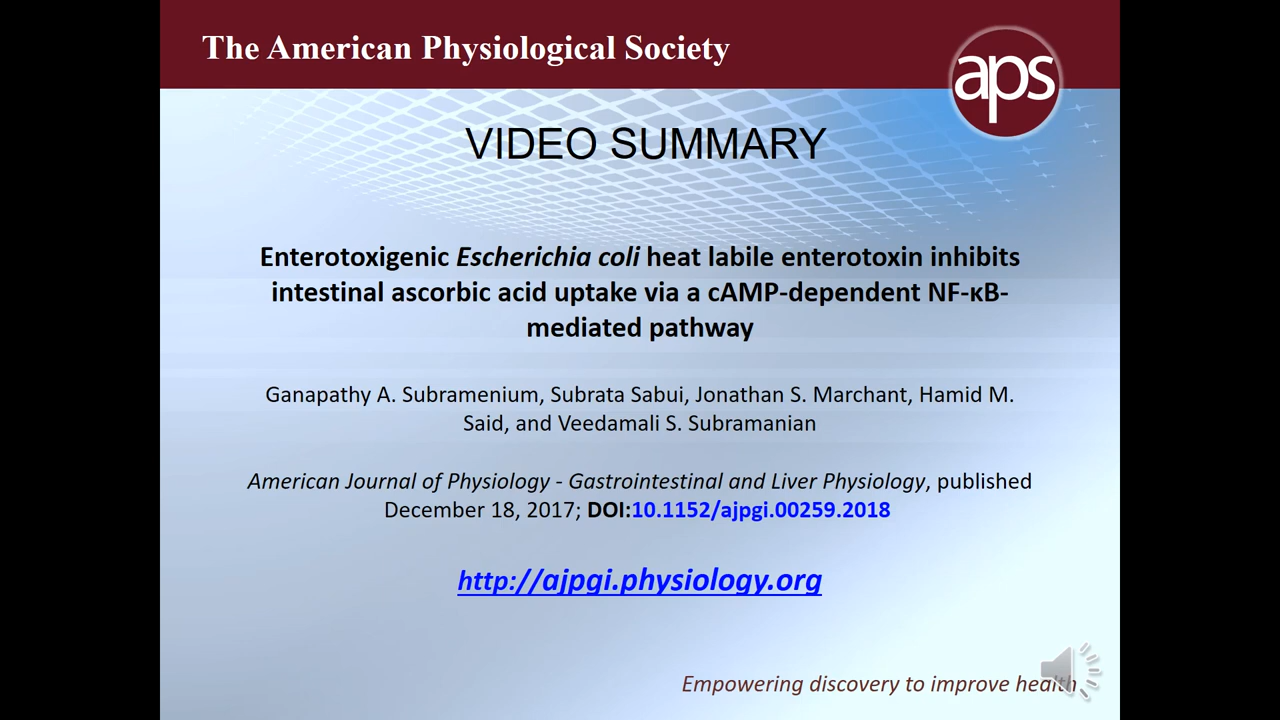 The American Physiological Society
aps
VIDEO SUMMARY
Enterotoxigenic Escherichia coli heat labile enterotoxin inhibits
intestinal ascorbic acid uptake via a cAMP-dependent NF-κB-
mediated pathway
Ganapathy A. Subramenium, Subrata Sabui, Jonathan S. Marchant, Hamid M.
Said, and Veedamali S. Subramanian
American Journal of Physiology - Gastrointestinal and Liver Physiology, published
December 18, 2017; DOI:10.1152/ajpgi.00259.2018
http://ajpgi.physiology.org
Empowering discovery to improve health